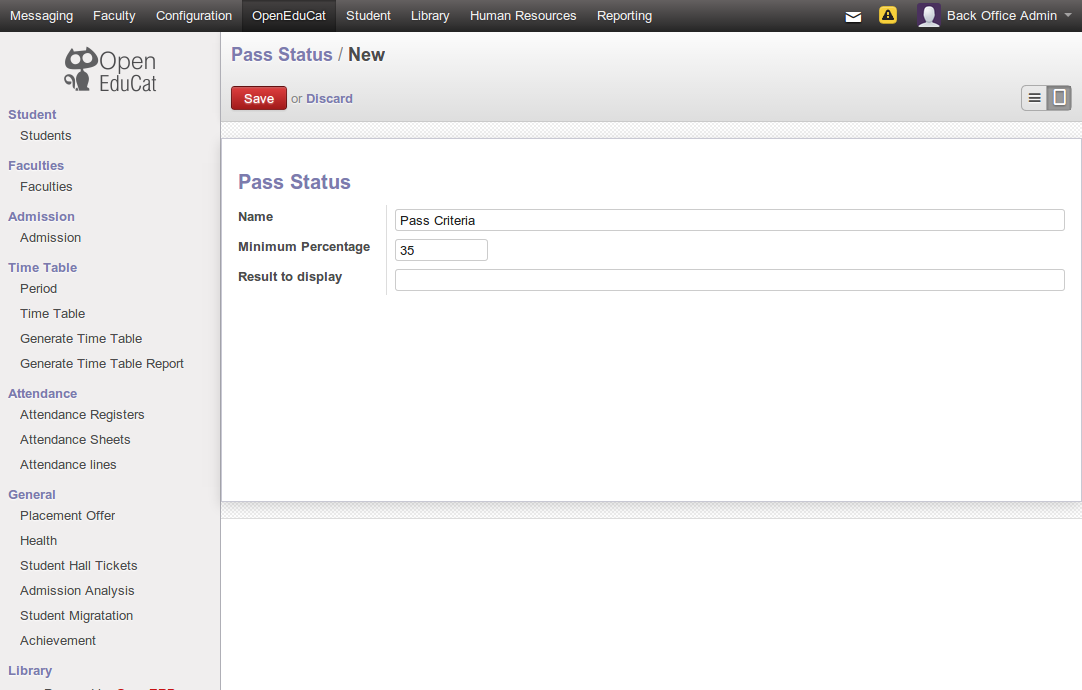 Messaging Faculty Configuration OpenEduCat Student Library Human Resources Reporting Back Office Admin
Open
EduCat
Student
Students
Faculties
Faculties
Admission
Admission
Time Table
Period
Time Table
Generate Time Table
Generate Time Table Report
Attendance
Attendance Registers
Attendance Sheets
Attendance lines
General
Placement Offer
Health
Student Hall Tickets
Admission Analysis
Student Migratation
Achievement
Library
Pass Status / New
Save or Discard
Pass Status
Name Pass Criteria
Minimum Percentage 35
Result to display